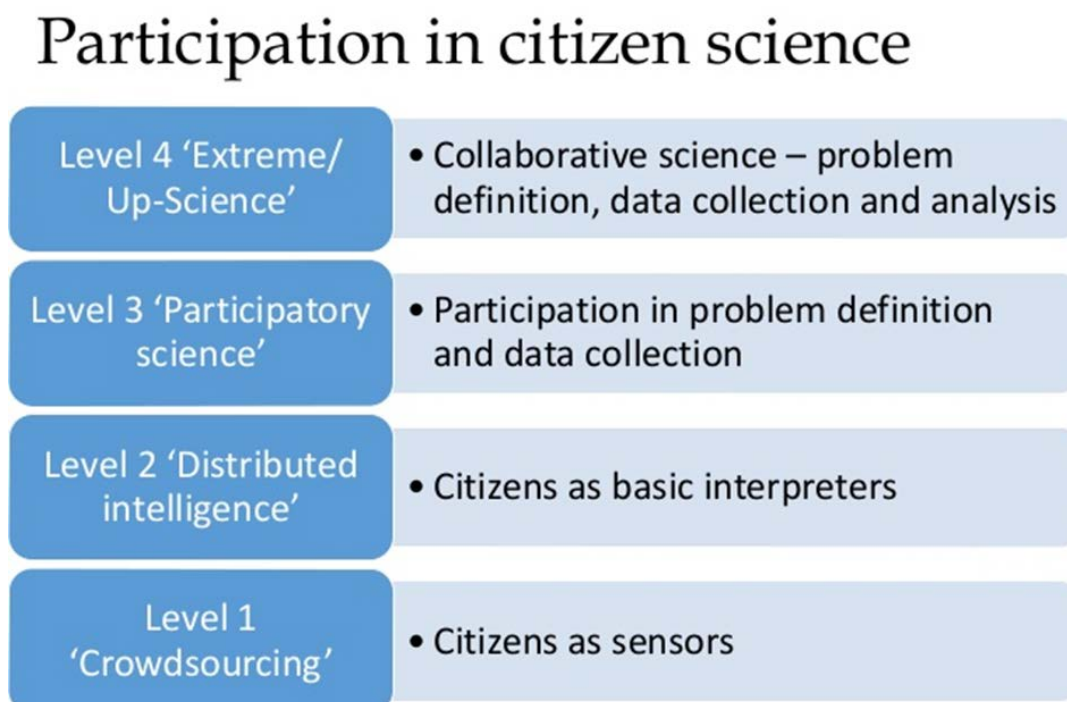 Participation in citizen science
Level 4 ‘Extreme/
Up-Science’
• Collaborative science – problem
definition, data collection and analysis
Level 3 ‘Participatory
science’
• Participation in problem definition
and data collection
Level 2 ‘Distributed
intelligence’
• Citizens as basic interpreters
Level 1
‘Crowdsourcing’
• Citizens as sensors